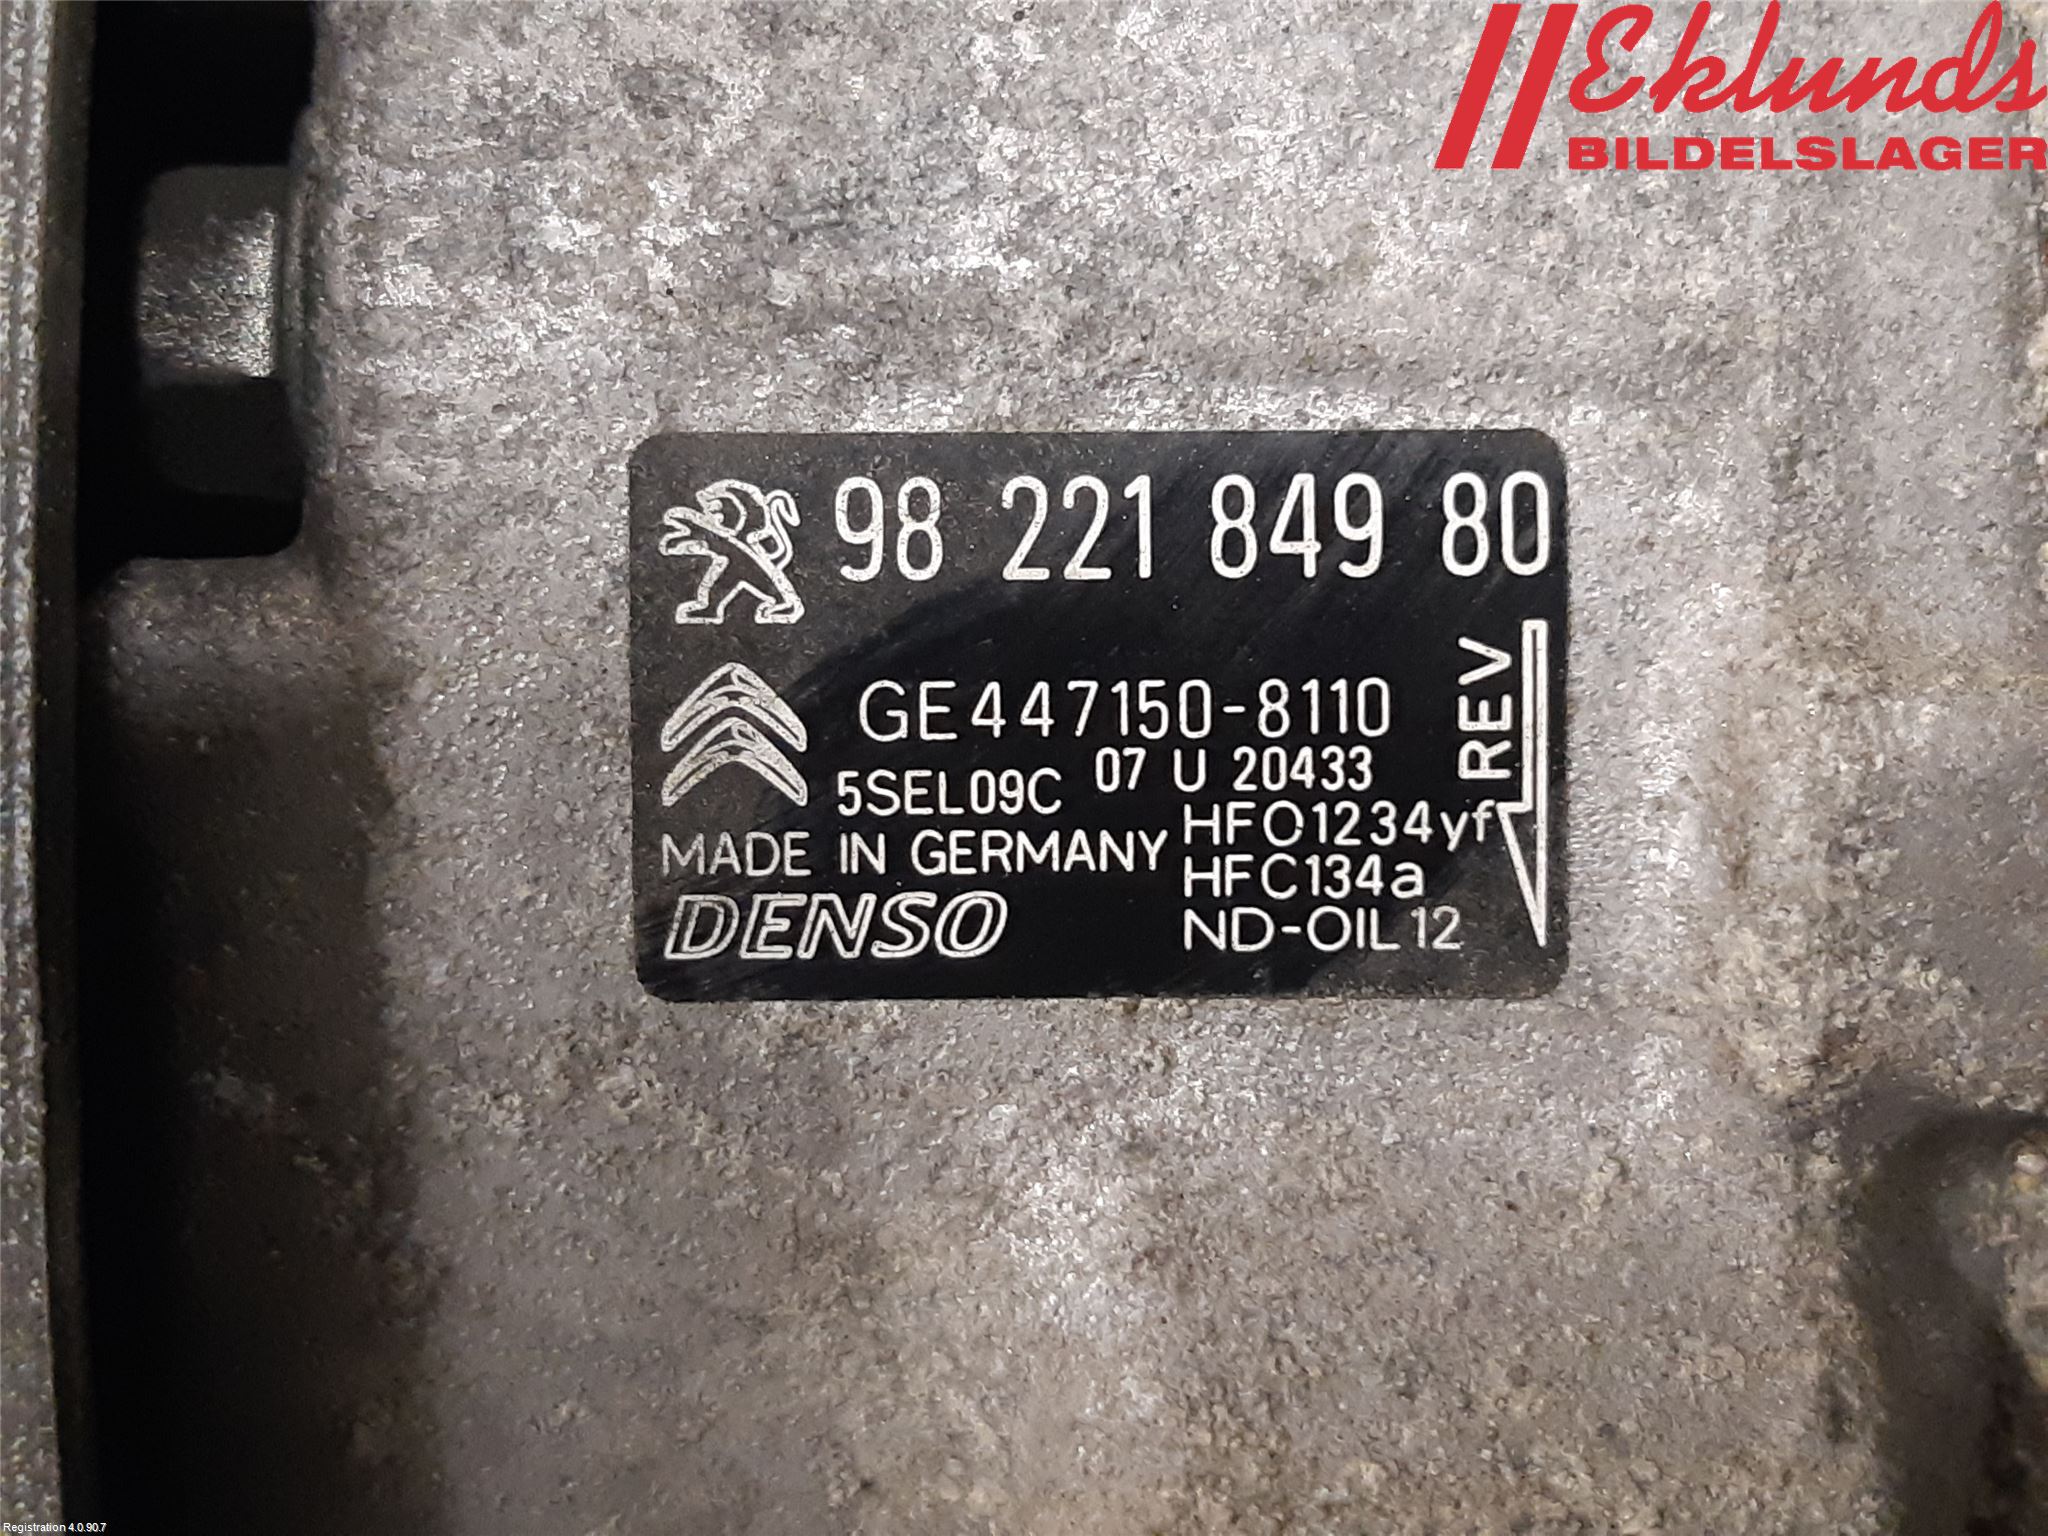 Eklunds
BILDELSLAGER
98 221 849 80
GE447150-8110
5SEL09C 07 U 20433
REV
HFO1234yf
MADE IN GERMANY
HFC134a
DENSO
ND-OIL12
Registration 4.0.90.7